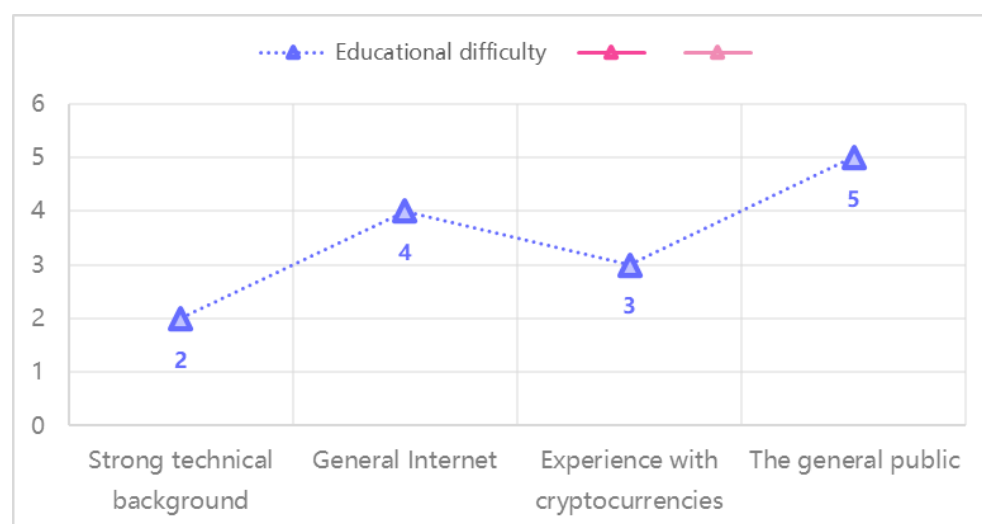 Educational difficulty
6
5
4
3
2
1
0
2
4
3
5
Strong technical
background
General Internet
Experience with
cryptocurrencies
The general public